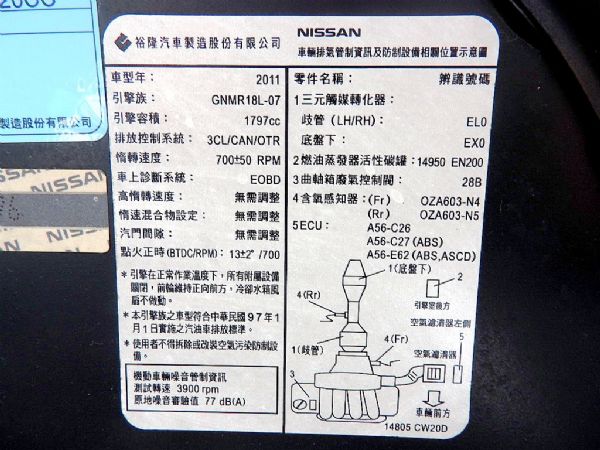 裕隆汽車製造股份有限公司
車型年： 2011
引擎族： GNMR18L-07
引擎容積： 1797cc
排放控制系統： 3CL/CAN/OTR
惰轉速度： 700±50 RPM
車上診斷系統： EOBD
高惰轉速度： 無需調整
惰速混合物設定： 無需調整
汽門間隙： 無需調整
點火正時(BTDC/RPM)：13±2°/700
*引擎在正常作業溫度下，所有附屬設備
關閉，前輪維持正向前方，冷卻水箱風
扇不做動。
*本引擎族之車型符合中華民國97年1
月1日實施之汽油車排放標準。
*使用者不得拆除或改裝空氣污染防制設
備。
機動車輛噪音管制資訊
測試轉速 3900 rpm
原地噪音審驗值 77 dB(A)
NISSAN
車輛排氣管制資訊及防制設備相關位置示意圖
零件名稱： 辨識號碼
1三元觸媒轉化器：
歧管 (LH/RH)： EL0
底盤下： EX0
2燃油蒸發器活性碳罐：14950 EN200
3曲軸箱廢氣控制閥： 28B
4含氧感知器：(Fr) OZA603-N4
(Rr) OZA603-N5
5ECU： A56-C26
A56-C27 (ABS)
A56-E62 (ABS,ASCD)
1(底盤下)
2
4(Rr)
引擎室後方
空氣濾清器左側
5
4(Fr)
空氣濾清器
1(歧管)
3
車輛前方
14805 CW20D
製造股份有限公司
NISSAN
NISS